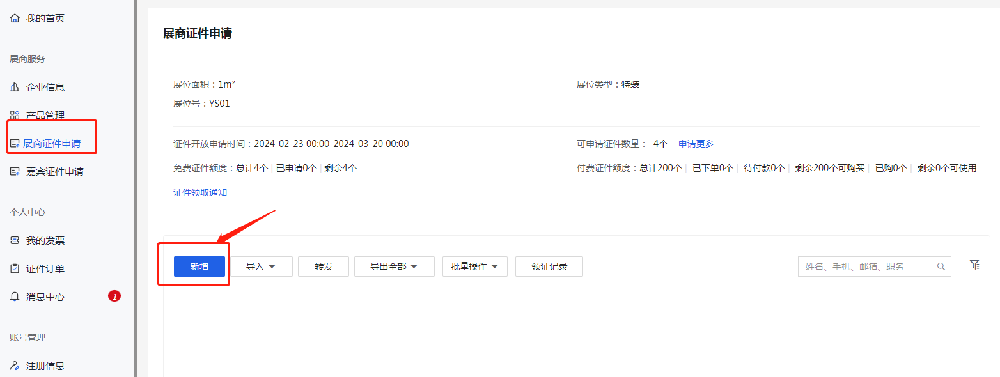 我的首页
展商服务
企业信息
产品管理
展商证件申请
嘉宾证件申请
个人中心
我的发票
证件订单
消息中心 1
账号管理
注册信息
展商证件申请
展位面积：1m² 展位类型：特装
展位号：YS01
证件开放申请时间：2024-02-23 00:00-2024-03-20 00:00 可申请证件数量： 4个 申请更多
免费证件额度：总计4个 已申请0个 剩余4个 付费证件额度：总计200个 已下单0个 待付款0个 剩余200个可购买 已购0个 剩余0个可使用
证件领取通知
新增 导入 转发 导出全部 批量操作 领证记录 姓名、手机、邮箱、职务